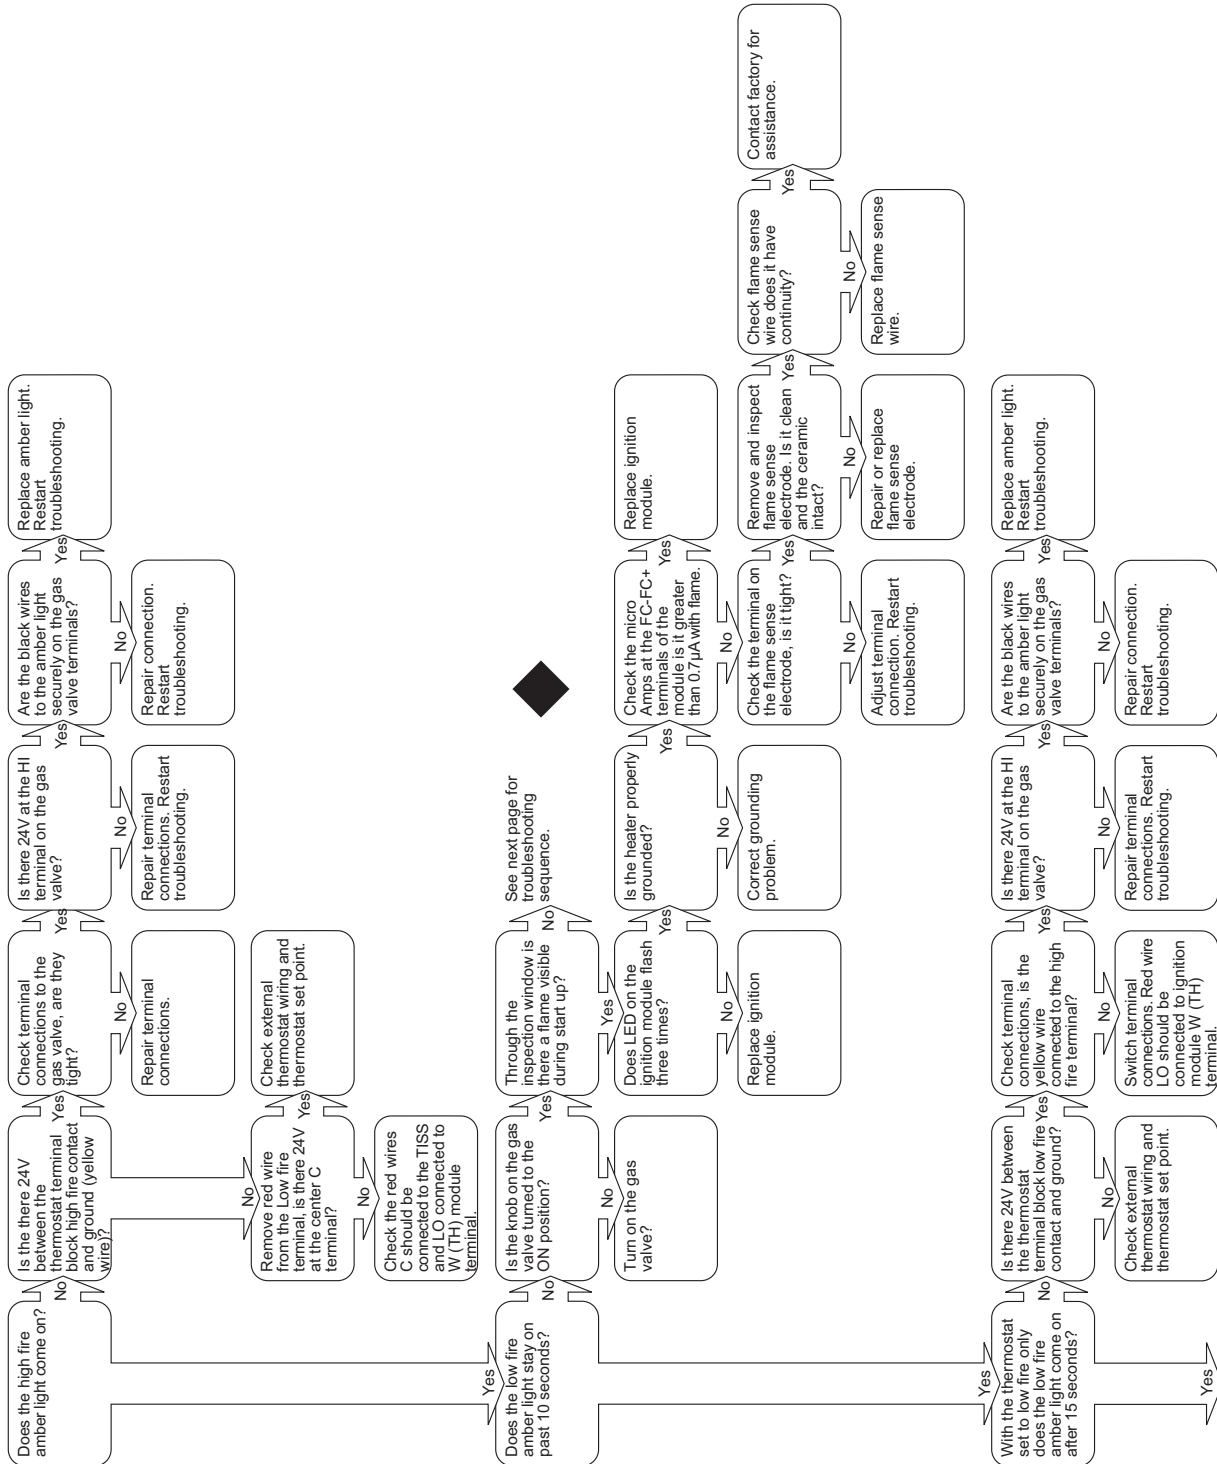 Does the high fire
amber light come on?
No
Is the there 24V
between the
thermostat terminal
block high fire contact
and ground (yellow
wire)?
Yes
Check terminal
connections to the
gas valve, are they
tight?
Yes
Is there 24V at the HI
terminal on the gas
valve?
Yes
Are the black wires
to the amber light
securely on the gas
valve terminals?
Yes
Replace amber light.
Restart
troubleshooting.
No
Repair terminal
connections.
No
Repair terminal
connections. Restart
troubleshooting.
No
Repair connection.
Restart
troubleshooting.
No
Remove red wire
from the Low fire
terminal, is there 24V
at the center C
terminal?
Yes
Check external
thermostat wiring and
thermostat set point.
No
Check the red wires
C should be
connected to the TISS
and LO connected to
W (TH) module
terminal.
Yes
Does the low fire
amber light stay on
past 10 seconds?
No
Is the knob on the gas
valve turned to the
ON position?
Yes
Through the
inspection window is
there a flame visible
during start up?
No
See next page for
troubleshooting
sequence.
No
Turn on the gas
valve?
Yes
Does LED on the
ignition module flash
three times?
Yes
Is the heater properly
grounded?
Yes
Check the micro
Amps at the FC-FC+
terminals of the
module is it greater
than 0.7µA with flame.
Yes
Replace ignition
module.
No
Replace ignition
module.
No
Correct grounding
problem.
No
Check the terminal on
the flame sense
electrode, is it tight?
Yes
Remove and inspect
flame sense
electrode. Is it clean
and the ceramic
intact?
Yes
Check flame sense
wire does it have
continuity?
Yes
Contact factory for
assistance.
No
Adjust terminal
connection. Restart
troubleshooting.
No
Repair or replace
flame sense
electrode.
No
Replace flame sense
wire.
Yes
With the thermostat
set to low fire only
does the low fire
amber light come on
after 15 seconds?
No
Is there 24V between
the thermostat
terminal block low fire
contact and ground?
Yes
Check terminal
connections, is the
yellow wire
connected to the high
fire terminal?
Yes
Is there 24V at the HI
terminal on the gas
valve?
Yes
Are the black wires
to the amber light
securely on the gas
valve terminals?
Yes
Replace amber light.
Restart
troubleshooting.
No
Check external
thermostat wiring and
thermostat set point.
No
Switch terminal
connections. Red wire
LO should be
connected to ignition
module W (TH)
terminal.
No
Repair terminal
connections. Restart
troubleshooting.
No
Repair connection.
Restart
troubleshooting.
Yes